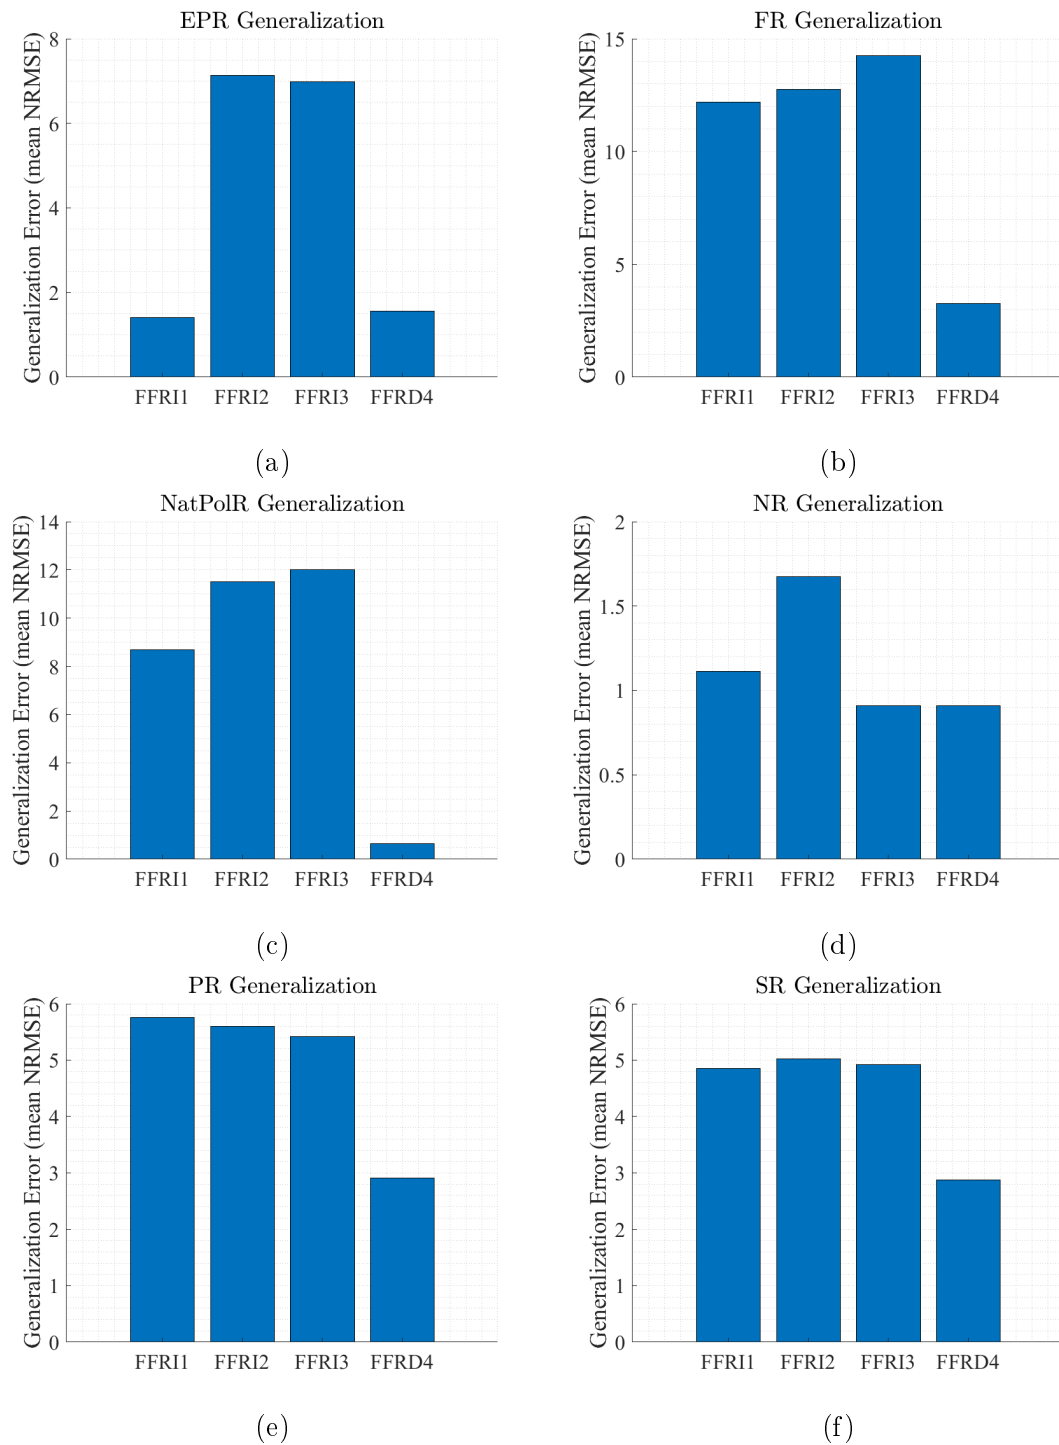 EPR Generalization
Generalization Error (mean NRMSE)
8
6
4
2
0
FFRI1 FFRI2 FFRI3 FFRD4
(a)
FR Generalization
Generalization Error (mean NRMSE)
15
10
5
0
FFRI1 FFRI2 FFRI3 FFRD4
(b)
NatPolR Generalization
Generalization Error (mean NRMSE)
14
12
10
8
6
4
2
0
FFRI1 FFRI2 FFRI3 FFRD4
(c)
NR Generalization
Generalization Error (mean NRMSE)
2
1.5
1
0.5
0
FFRI1 FFRI2 FFRI3 FFRD4
(d)
PR Generalization
Generalization Error (mean NRMSE)
6
5
4
3
2
1
0
FFRI1 FFRI2 FFRI3 FFRD4
(e)
SR Generalization
Generalization Error (mean NRMSE)
6
5
4
3
2
1
0
FFRI1 FFRI2 FFRI3 FFRD4
(f)